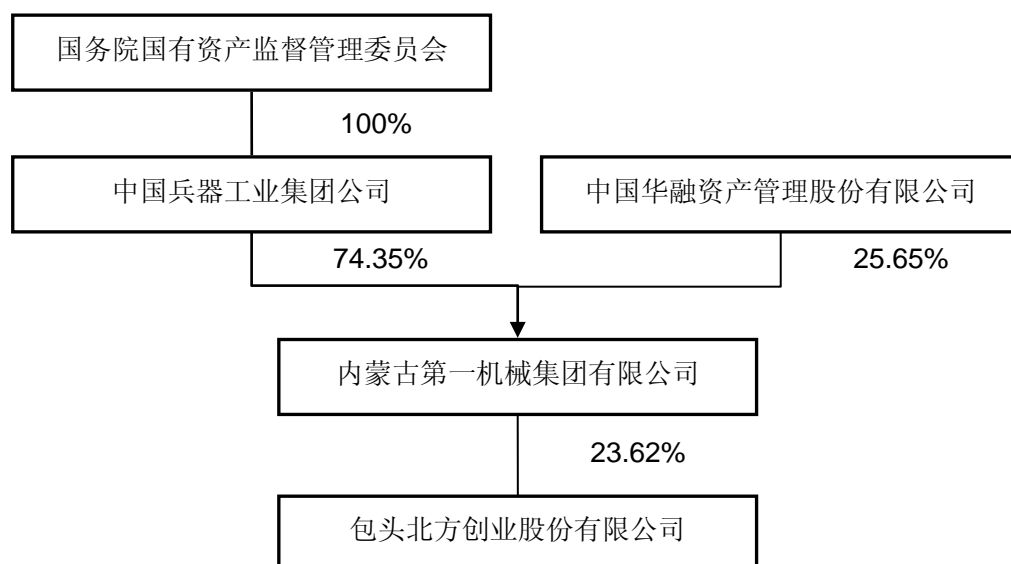 国务院国有资产监督管理委员会
100%
中国兵器工业集团公司
中国华融资产管理股份有限公司
74.35%
25.65%
内蒙古第一机械集团有限公司
23.62%
包头北方创业股份有限公司